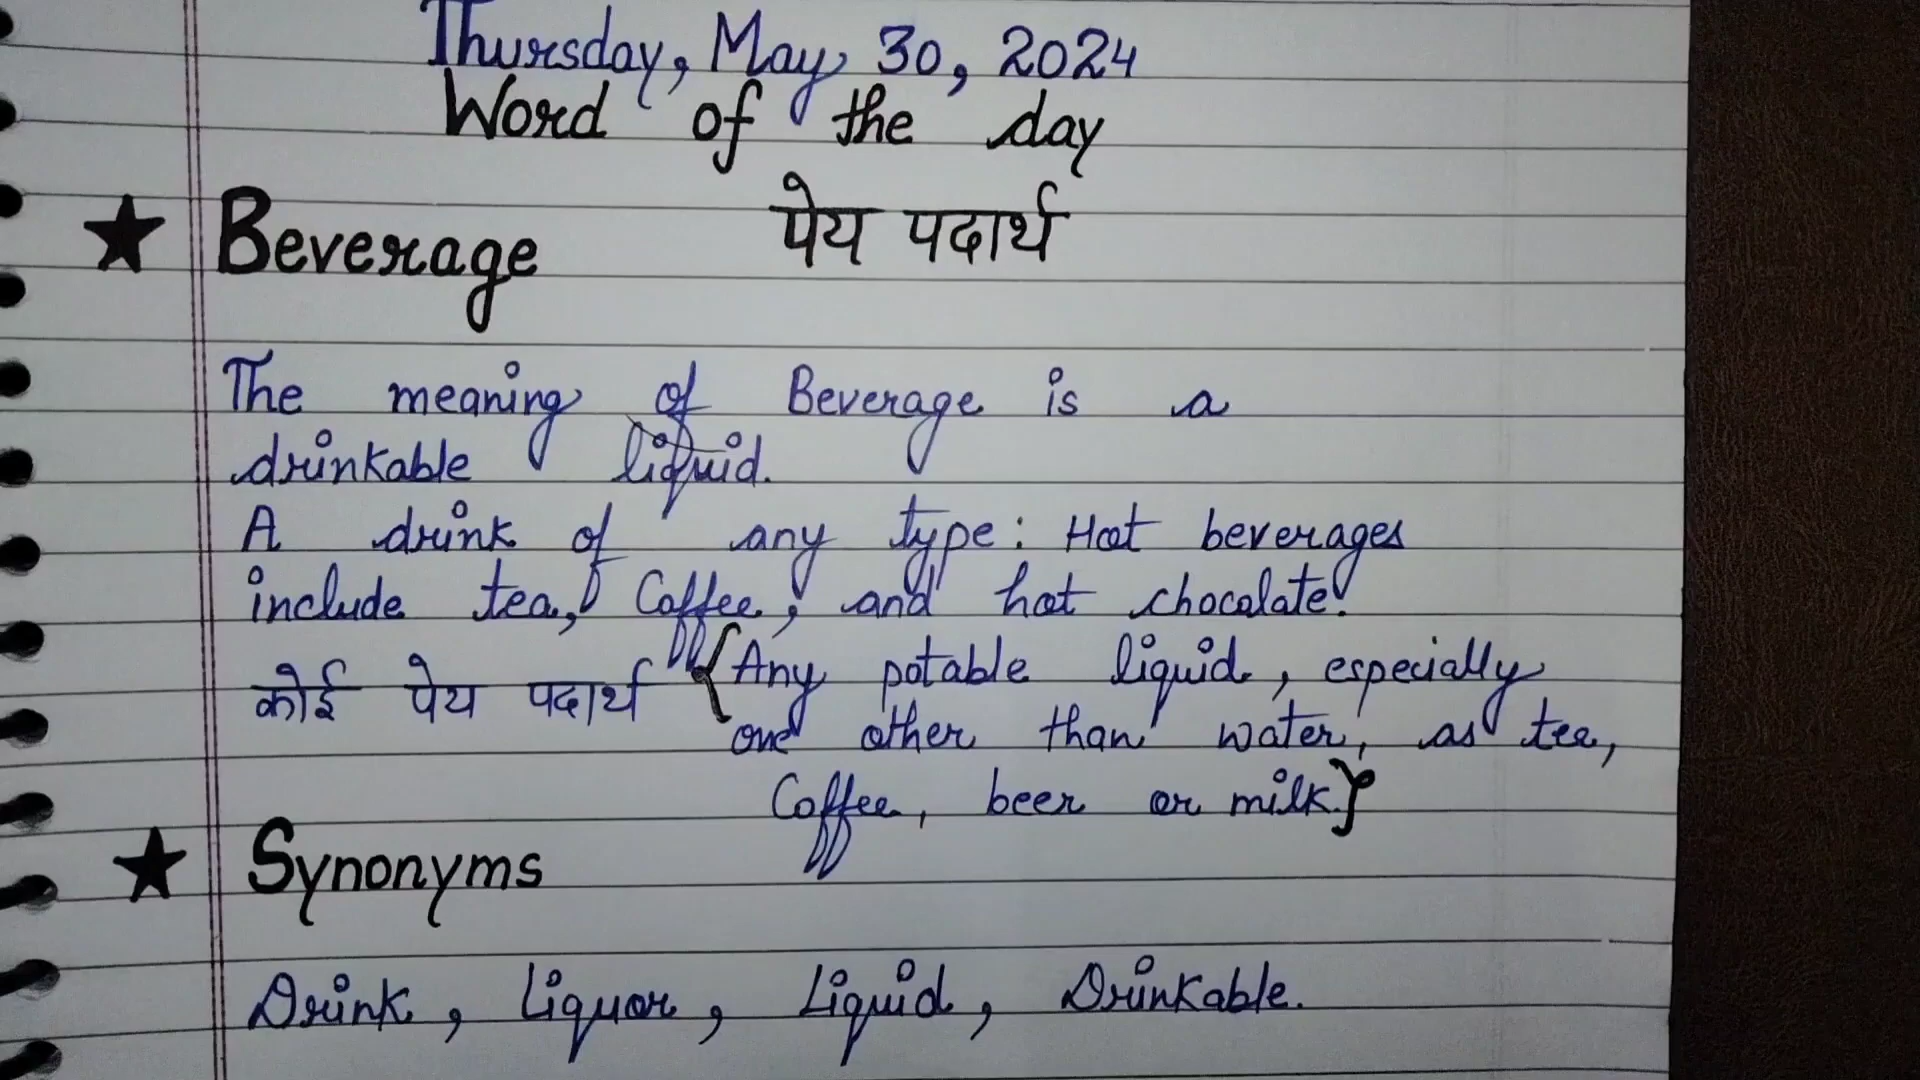 Thursday, May 30, 2024
Word of the day
★ Beverage पेय पदार्थ
The meaning of Beverage is a
drinkable liquid.
A drink of any type: Hot beverages
include tea, Coffee, and hot chocolate.
कोई पेय पदार्थ {Any potable liquid, especially
one other than water, as tea,
Coffee, beer or milk.}
★ Synonyms
Drink, Liquor, Liquid, Drinkable.